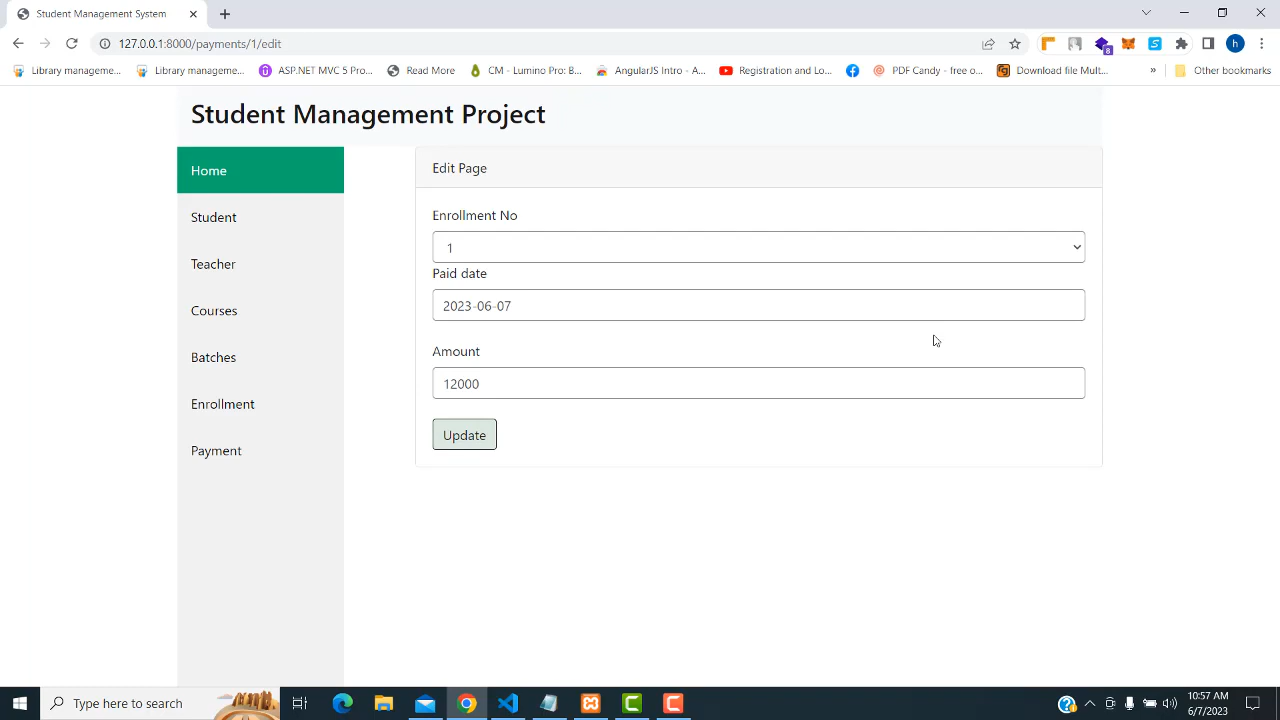 Student Management System
127.0.0.1:8000/payments/1/edit
8
h
Library manageme...
Library manageme...
ASP.NET MVC 5 Pro...
Read More
CM - Lumino Pro: B...
AngularJS Intro - A...
Registration and Lo...
PDF Candy – free o...
Download file Mult...
»
Other bookmarks
Student Management Project
Home
Student
Teacher
Courses
Batches
Enrollment
Payment
Edit Page
Enrollment No
1
Paid date
2023-06-07
Amount
12000
Update
Type here to search
10:57 AM
6/7/2023